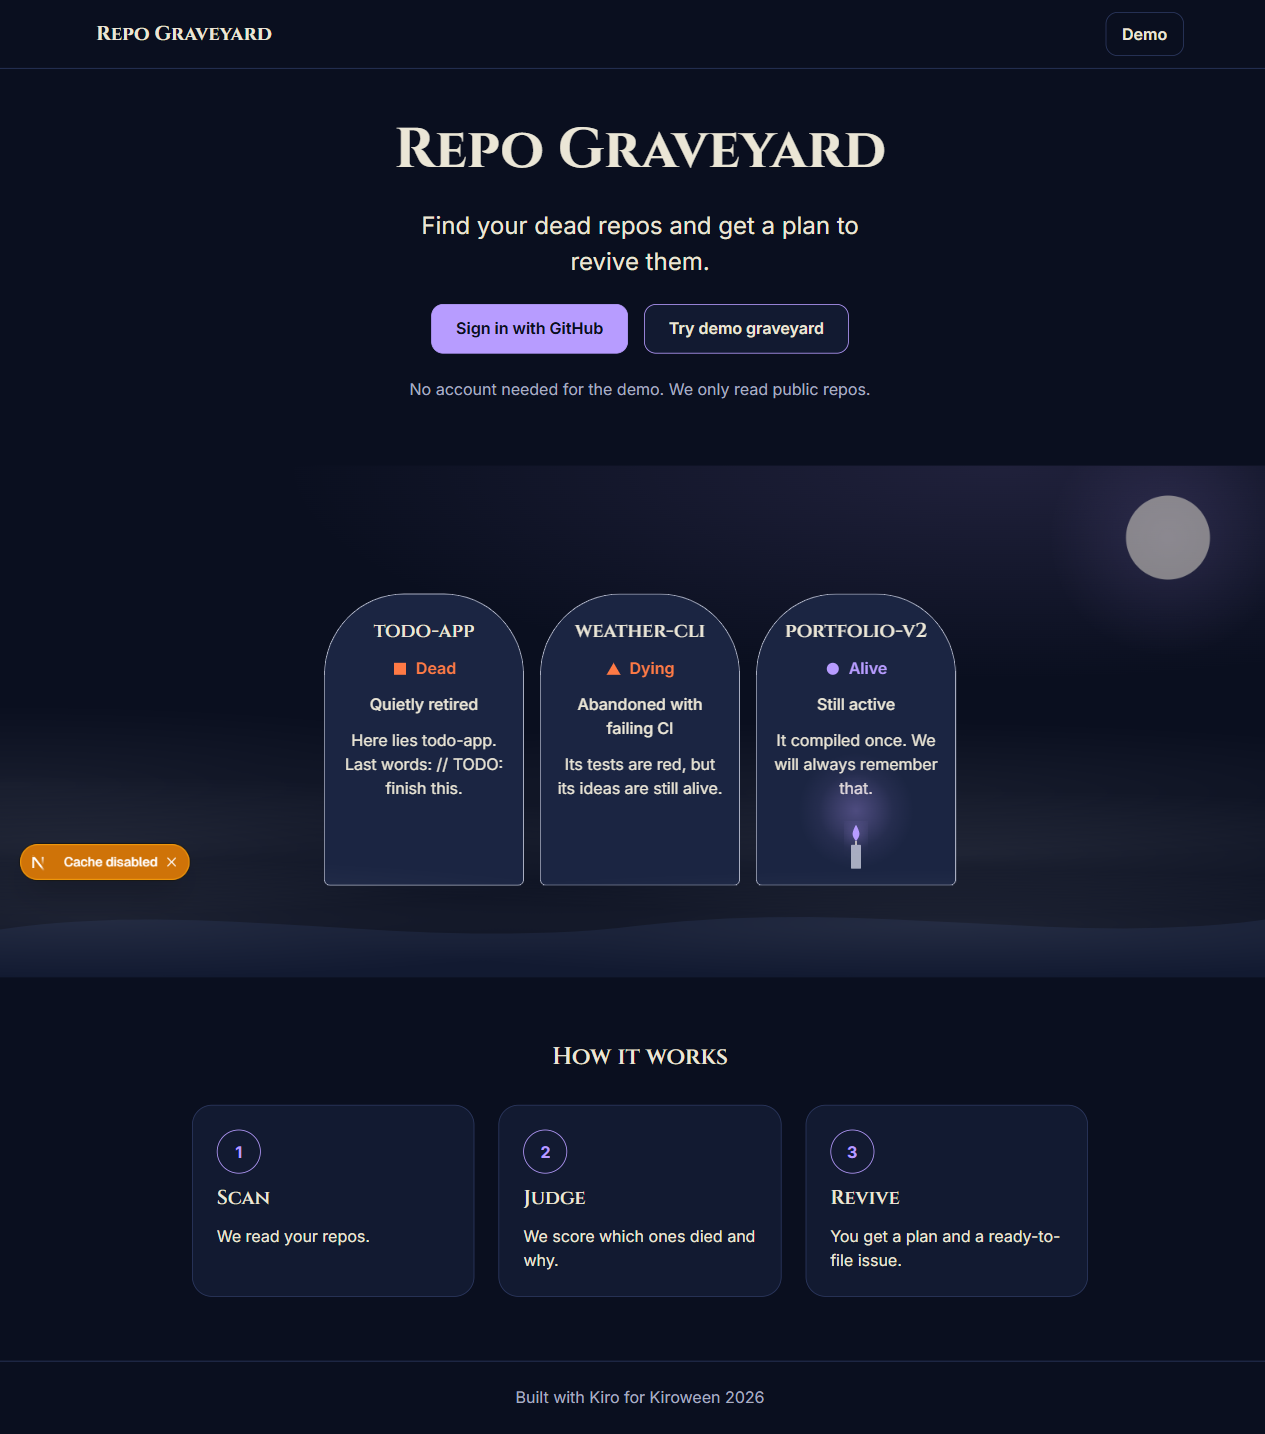 Repo Graveyard
Demo
Repo Graveyard
Find your dead repos and get a plan to
revive them.
Sign in with GitHub
Try demo graveyard
No account needed for the demo. We only read public repos.
todo-app
Dead
Quietly retired
Here lies todo-app.
Last words: // TODO:
finish this.
weather-cli
Dying
Abandoned with
failing CI
Its tests are red, but
its ideas are still alive.
portfolio-v2
Alive
Still active
It compiled once. We
will always remember
that.
N Cache disabled ×
How it works
1
Scan
We read your repos.
2
Judge
We score which ones died and
why.
3
Revive
You get a plan and a ready-to-
file issue.
Built with Kiro for Kiroween 2026